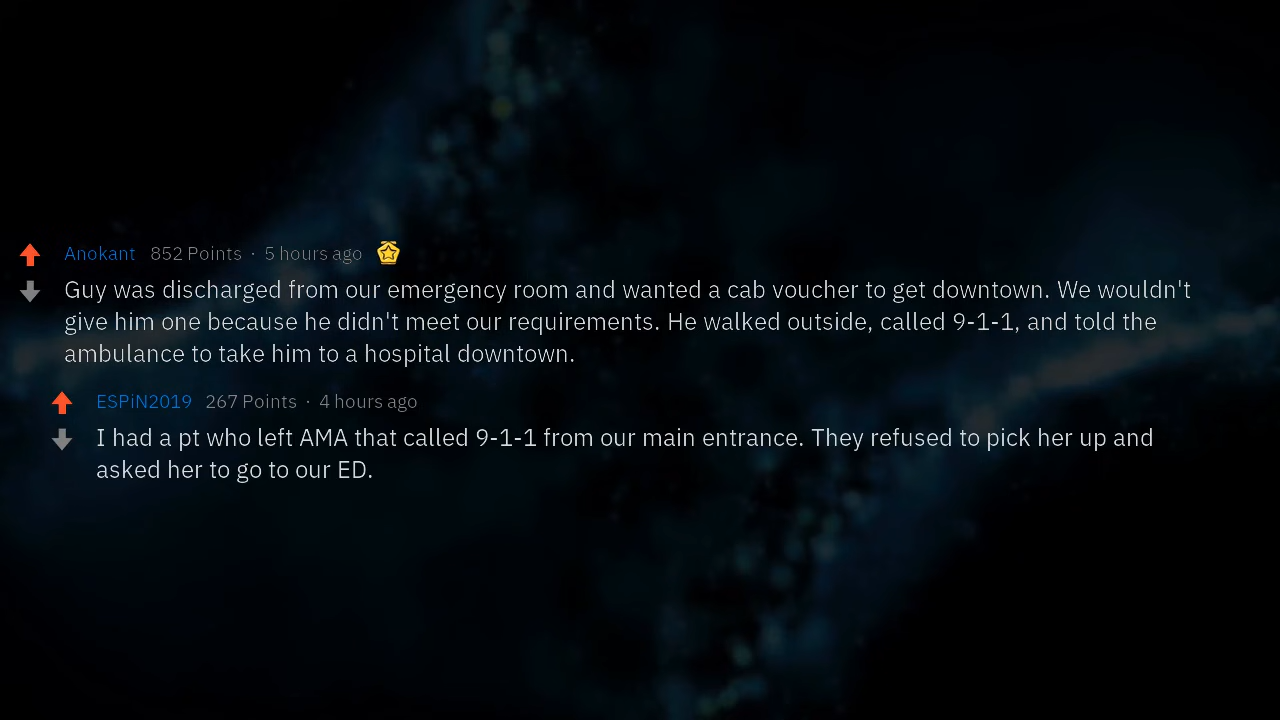 Anokant 852 Points · 5 hours ago
Guy was discharged from our emergency room and wanted a cab voucher to get downtown. We wouldn't
give him one because he didn't meet our requirements. He walked outside, called 9-1-1, and told the
ambulance to take him to a hospital downtown.
ESPiN2019 267 Points · 4 hours ago
I had a pt who left AMA that called 9-1-1 from our main entrance. They refused to pick her up and
asked her to go to our ED.